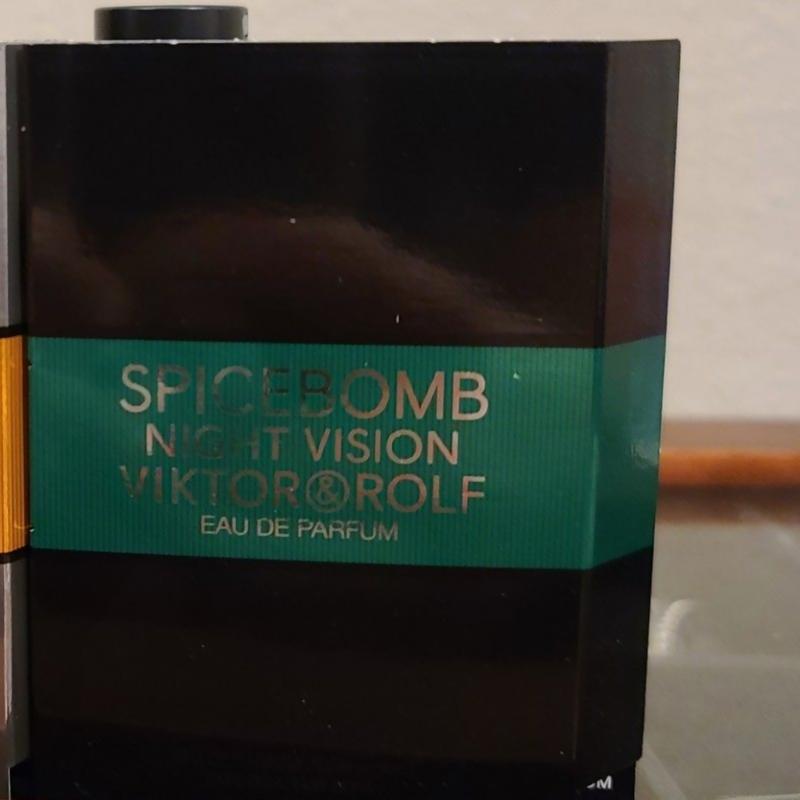 SPICEBOMB
NIGHT VISION
VIKTOR&ROLF
EAU DE PARFUM